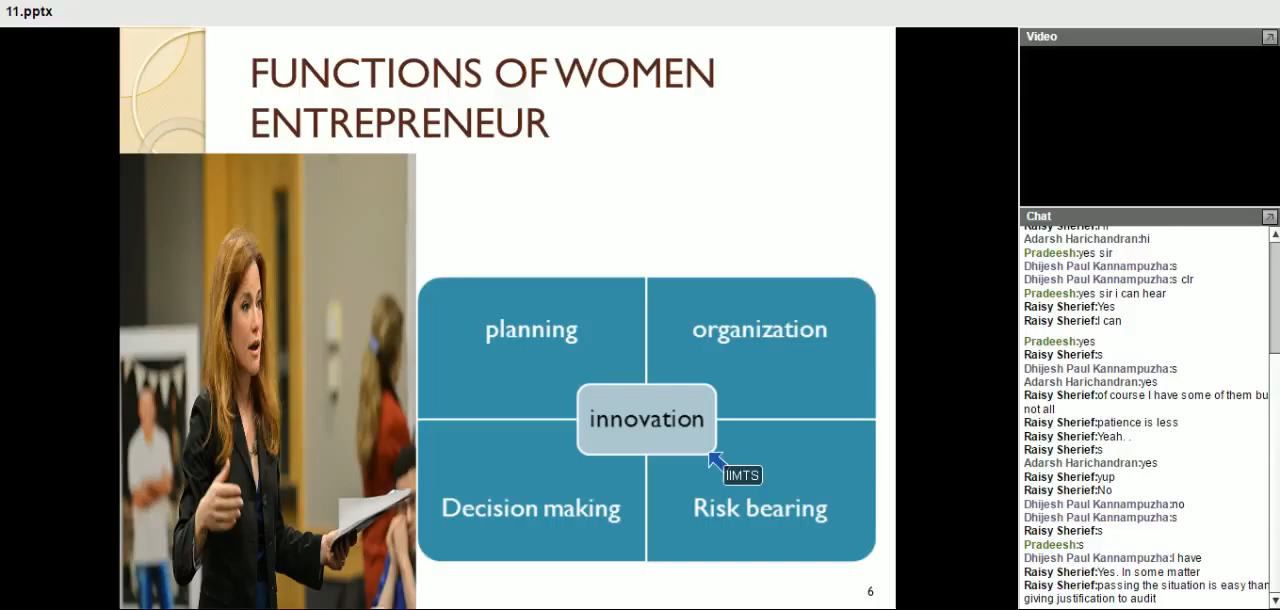 11.pptx
FUNCTIONS OF WOMEN
ENTREPRENEUR
planning
organization
innovation
IIMTS
Decision making
Risk bearing
6
Video
Chat
Raisy Sherief:Hi
Adarsh Harichandran:hi
Pradeesh:yes sir
Dhijesh Paul Kannampuzha:s
Dhijesh Paul Kannampuzha:s clr
Pradeesh:yes sir i can hear
Raisy Sherief:Yes
Raisy Sherief:I can
Pradeesh:yes
Raisy Sherief:s
Dhijesh Paul Kannampuzha:s
Adarsh Harichandran:yes
Raisy Sherief:of course I have some of them bu
not all
Raisy Sherief:patience is less
Raisy Sherief:Yeah. .
Raisy Sherief:s
Adarsh Harichandran:yes
Raisy Sherief:yup
Raisy Sherief:No
Dhijesh Paul Kannampuzha:no
Dhijesh Paul Kannampuzha:s
Raisy Sherief:s
Pradeesh:s
Dhijesh Paul Kannampuzha:I have
Raisy Sherief:Yes. In some matter
Raisy Sherief:passing the situation is easy than
giving justification to audit